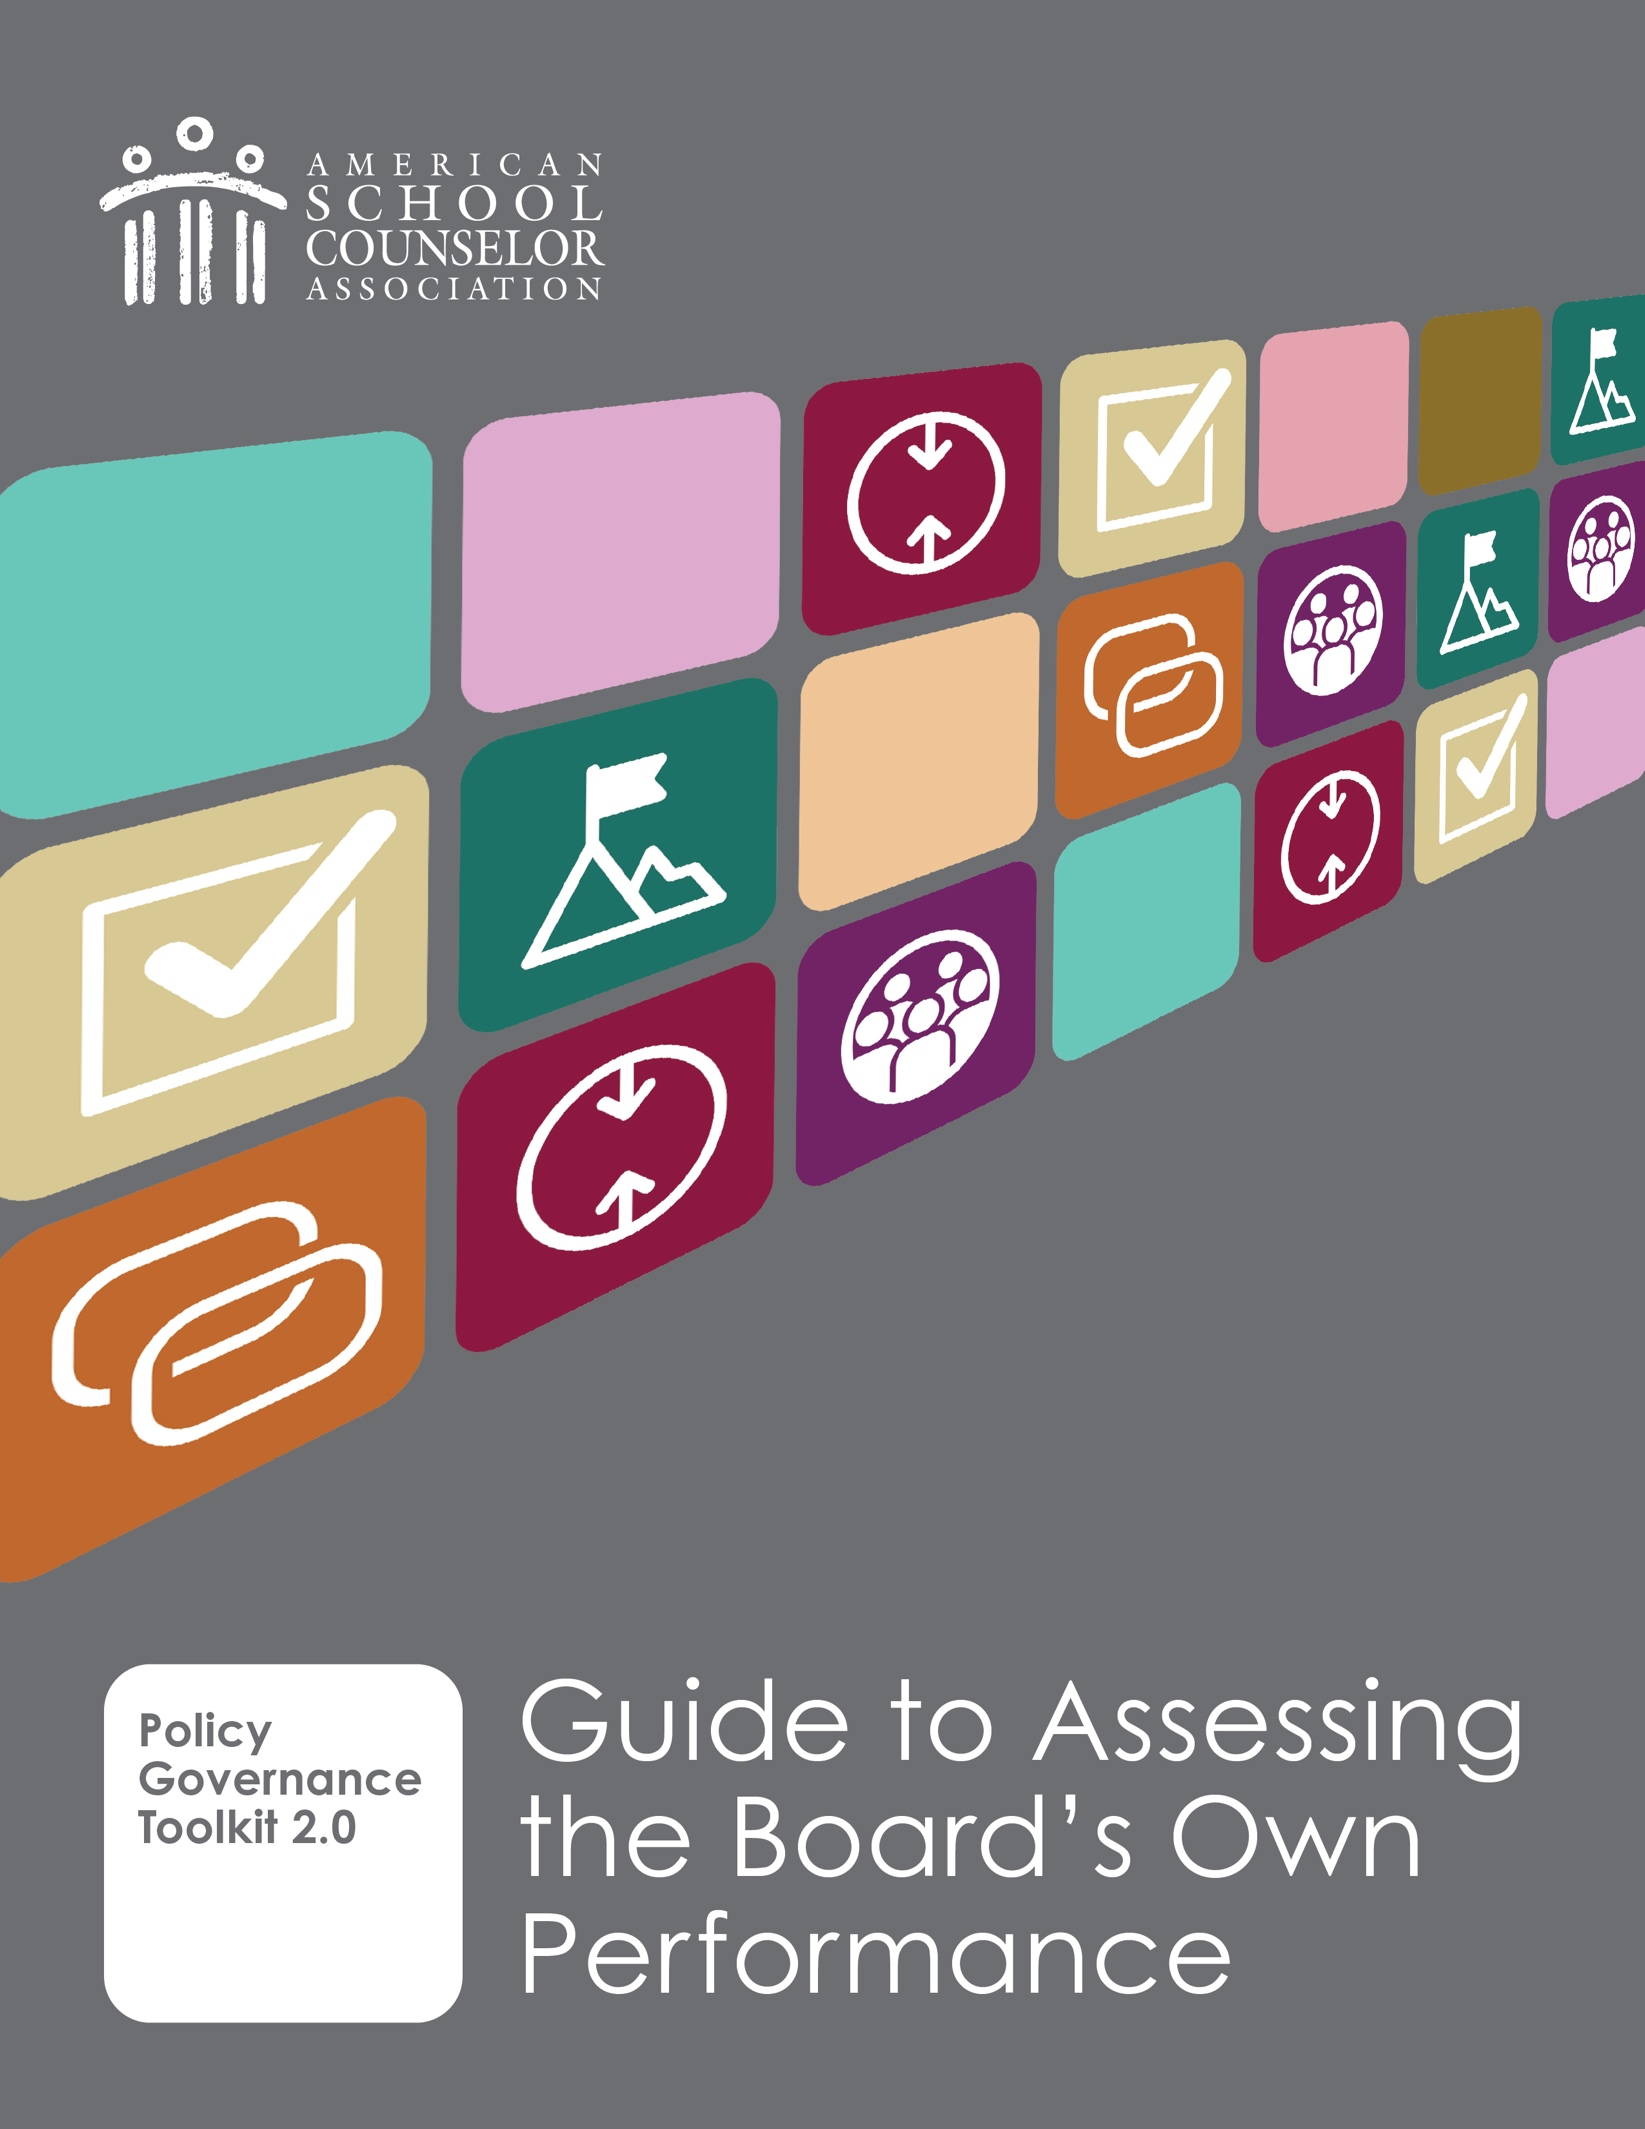 AMERICAN
SCHOOL
COUNSELOR
ASSOCIATION
Policy
Governance
Toolkit 2.0
Guide to Assessing
the Board’s Own
Performance